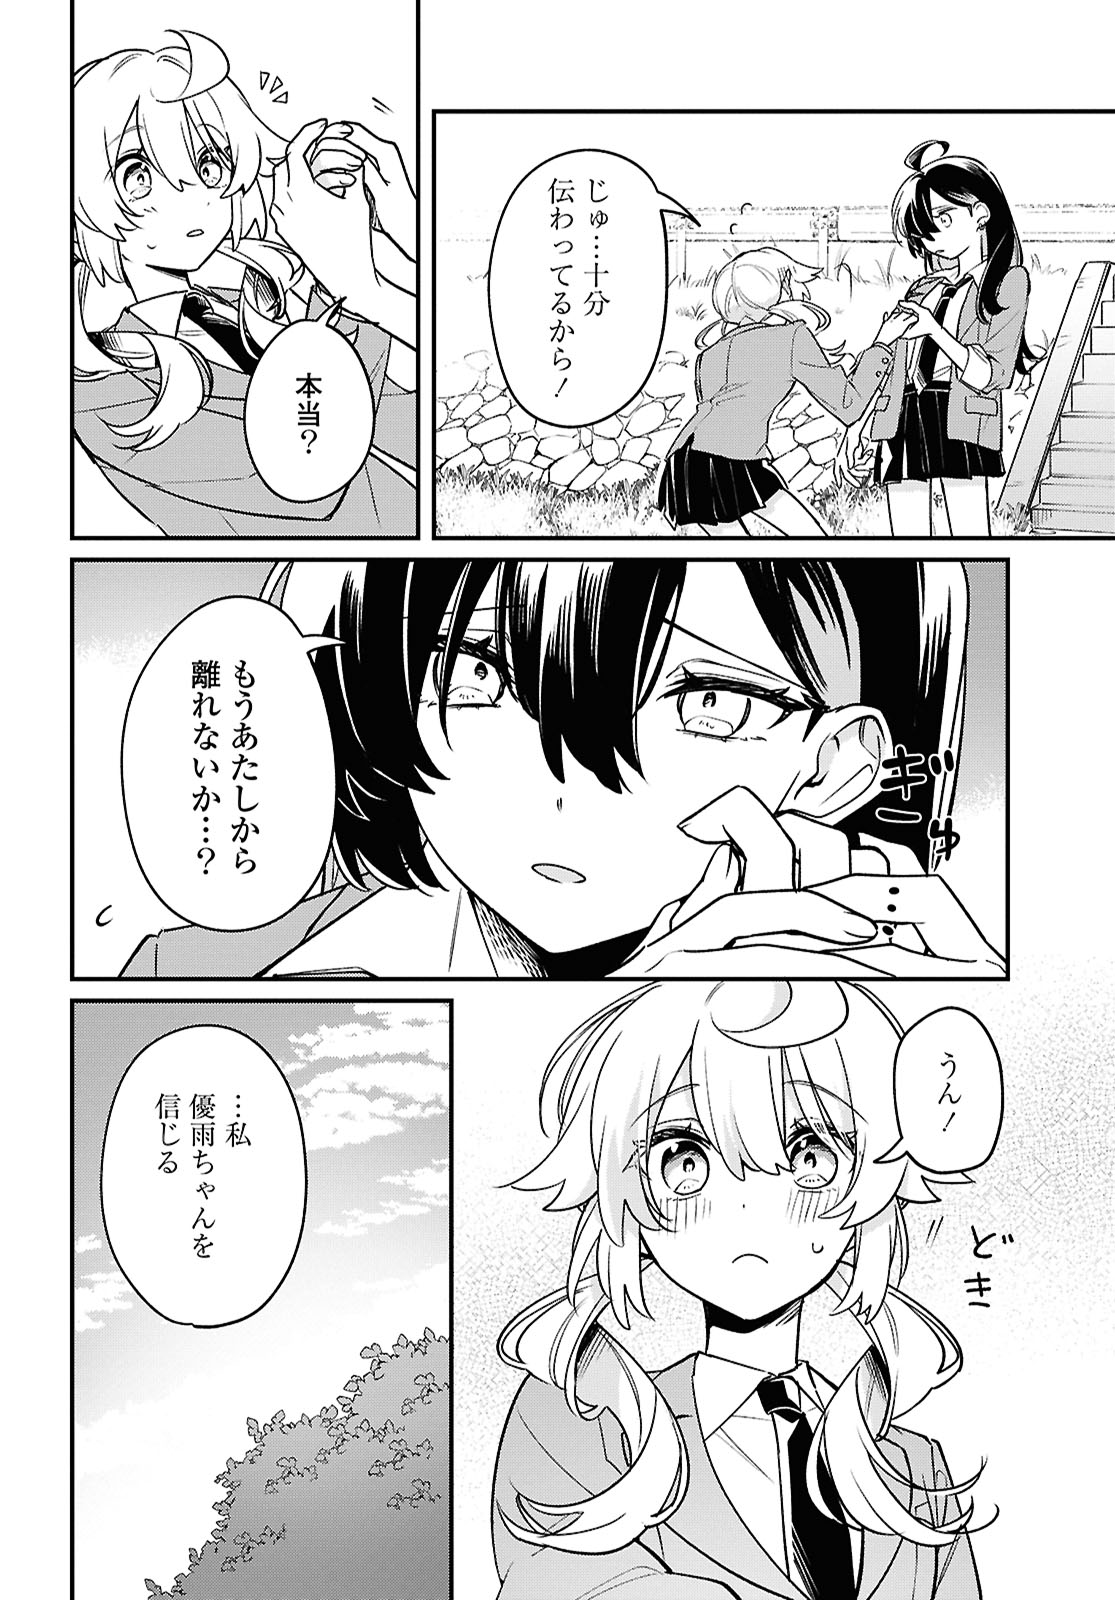 じゅ…十分
伝わってるから！
本当？
もうあたしから
離れないか…？
ギュ…
うん！
どき
…私
優雨ちゃんを
信じる